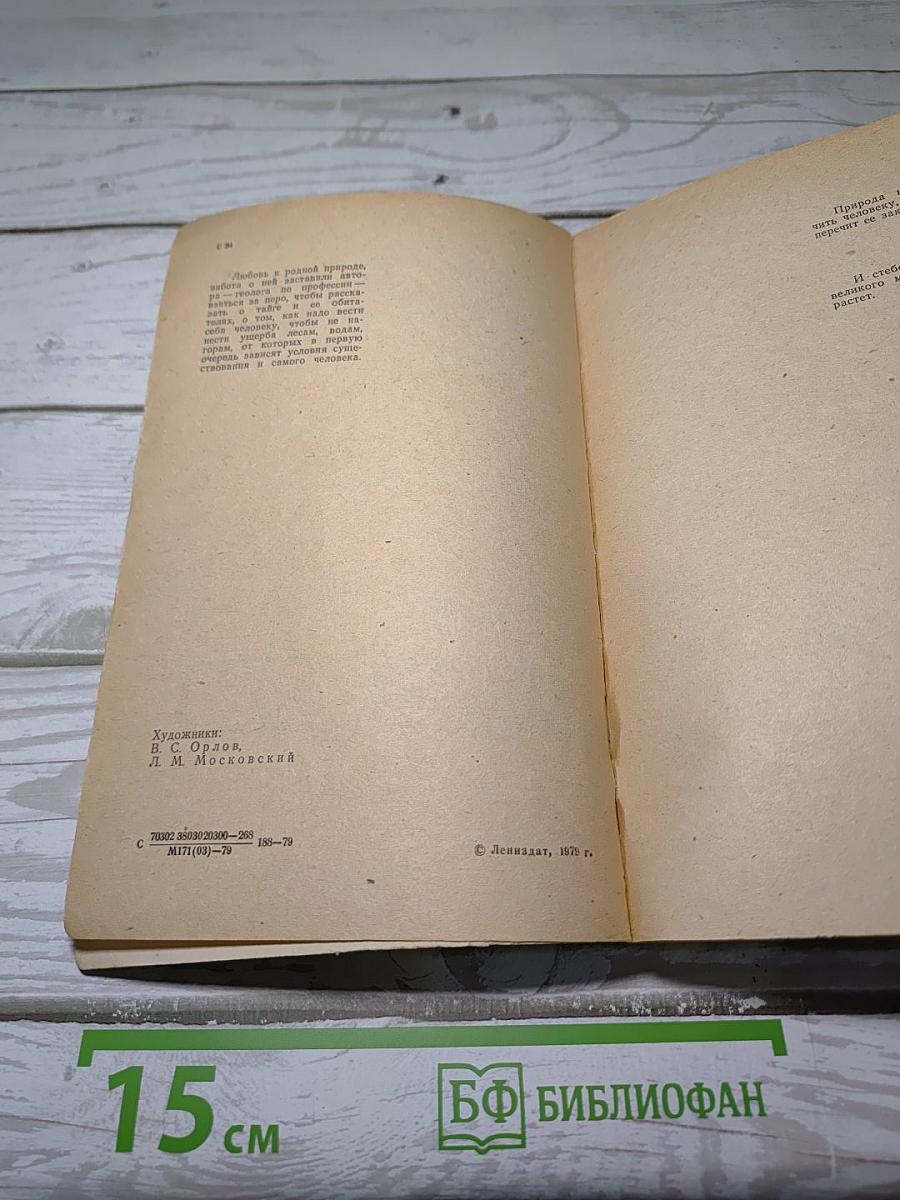 С 94
Любовь к родной природе,
забота о ней заставили авто-
ра — геолога по профессии —
взяться за перо, чтобы расска-
зать о тайге и ее обита-
телях, о том, как надо вести
себя человеку, чтобы не на-
нести ущерба лесам, водам,
горам, от которых в первую
очередь зависят условия суще-
ствования и самого человека.
Художники:
В. С. Орлов,
Л. М. Московский
С 70302 3803020300—268
М171(03)—79 188—79
© Лениздат, 1979 г.
Природа
чить человеку,
перечит ее
И
великого
растет.
15 см
БФ БИБЛИОФАН